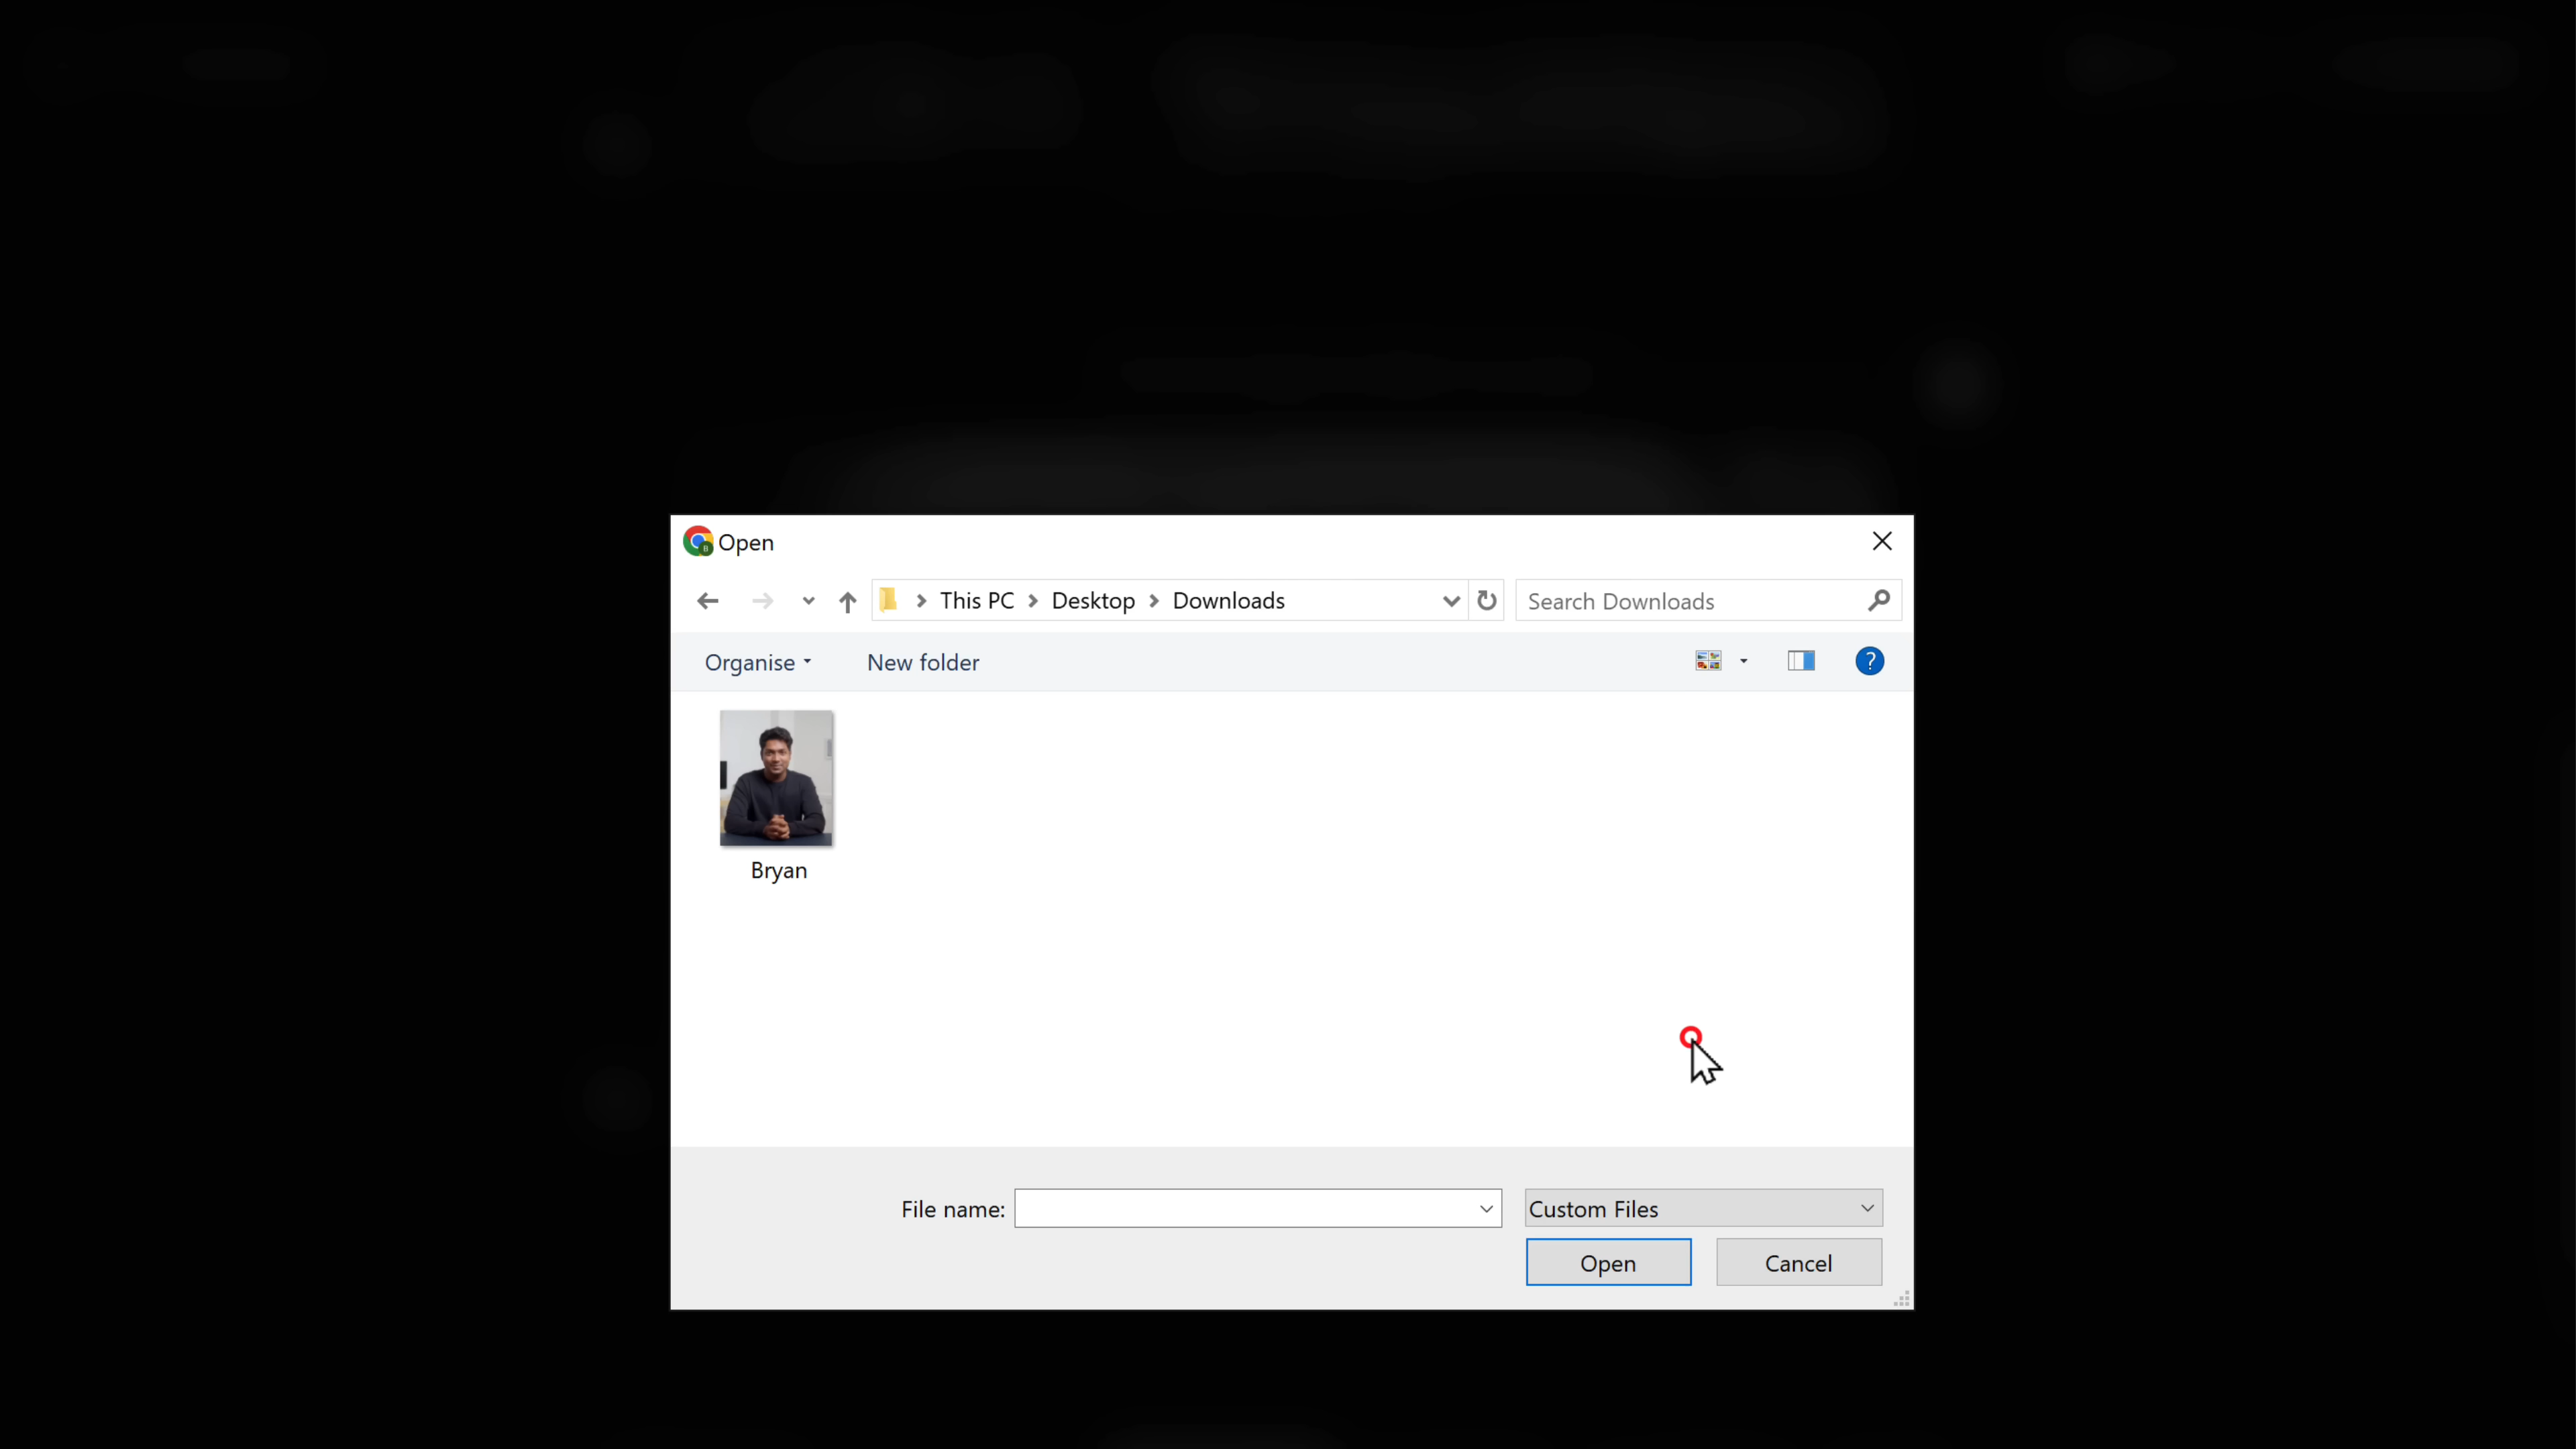 Open
This PC > Desktop > Downloads
Search Downloads
Organise
New folder
?
Bryan
File name:
Custom Files
Open
Cancel